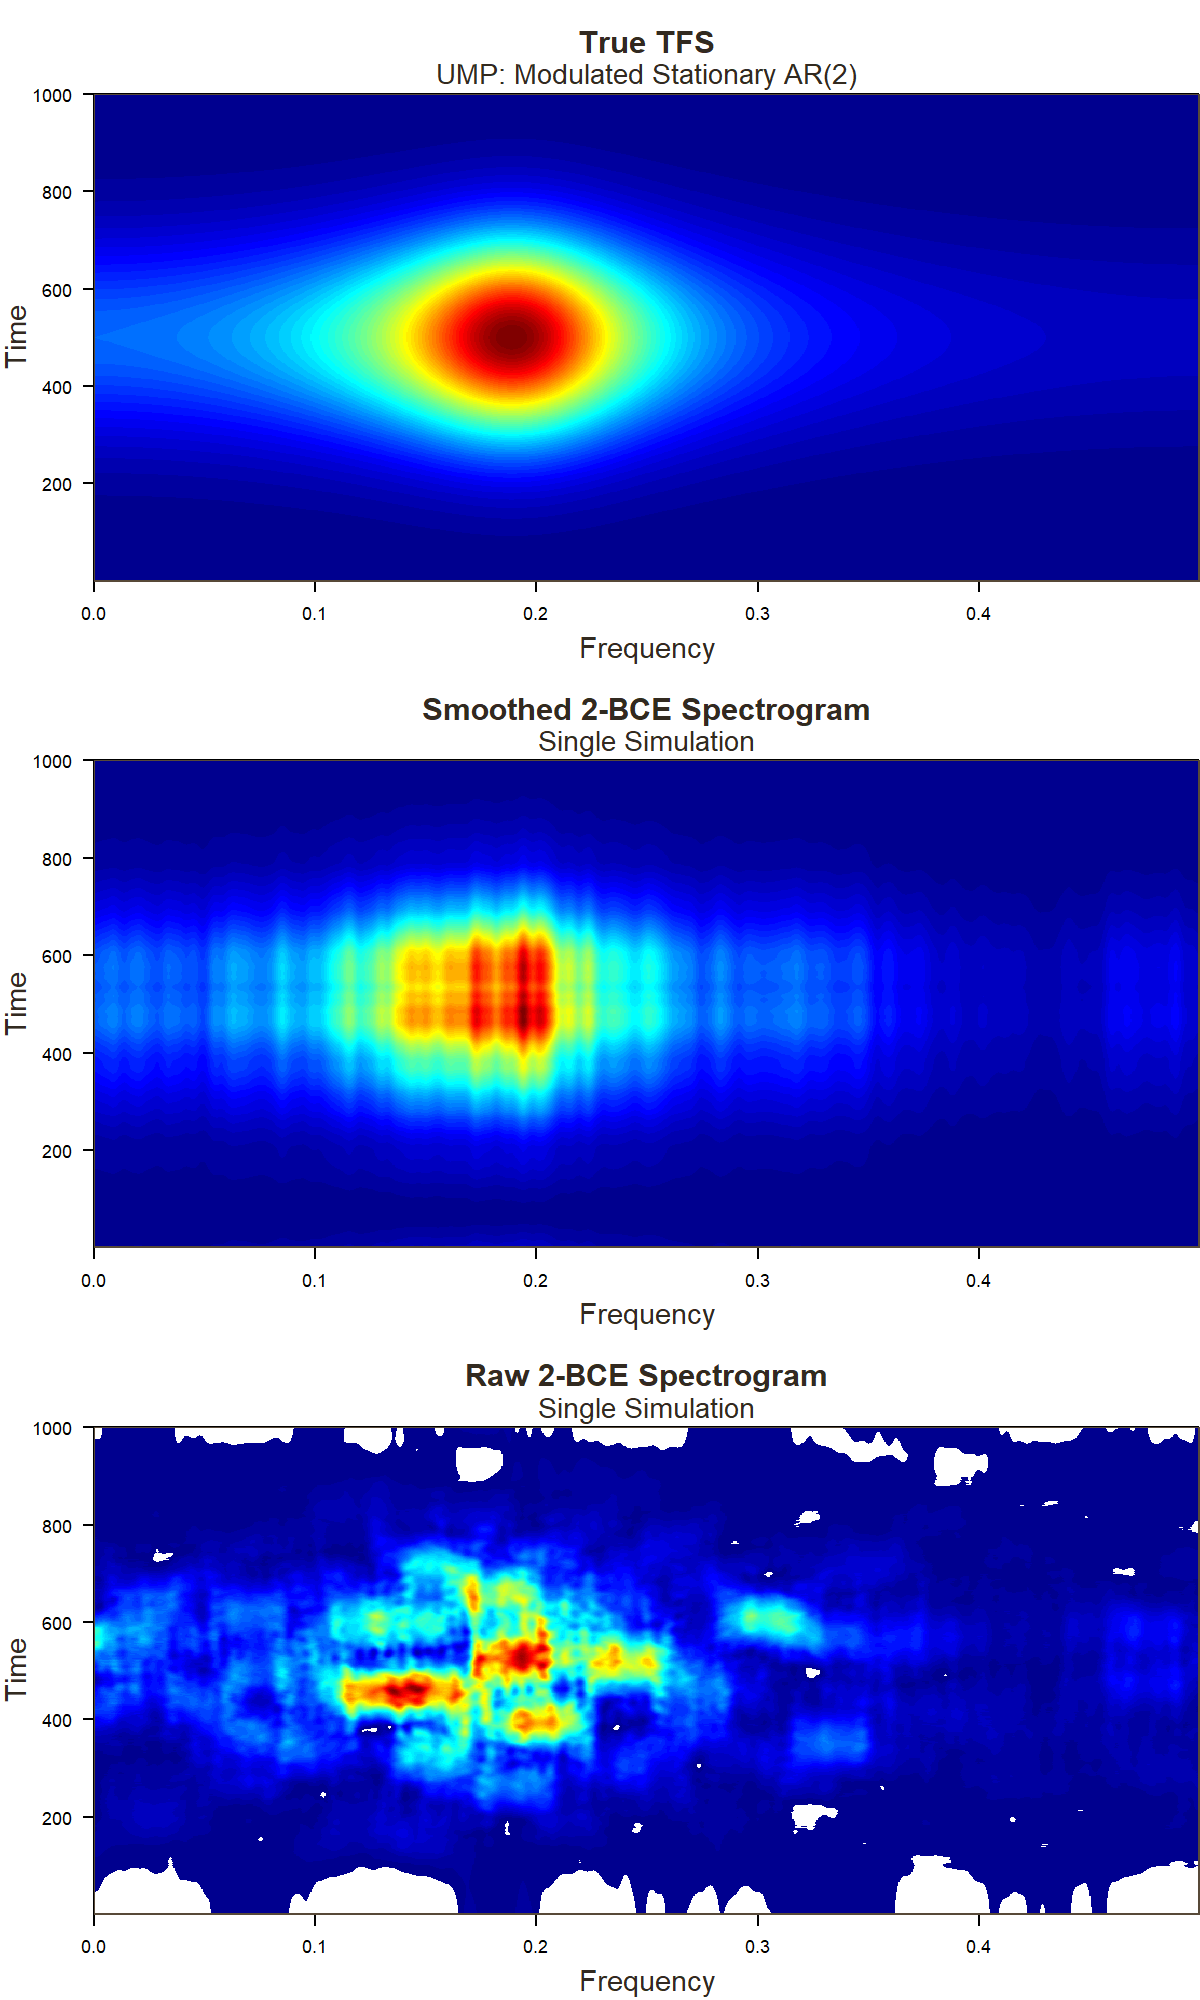 True TFS
UMP: Modulated Stationary AR(2)
1000
800
600
400
200
Time
0.0 0.1 0.2 0.3 0.4
Frequency
Smoothed 2-BCE Spectrogram
Single Simulation
1000
800
600
400
200
Time
0.0 0.1 0.2 0.3 0.4
Frequency
Raw 2-BCE Spectrogram
Single Simulation
1000
800
600
400
200
Time
0.0 0.1 0.2 0.3 0.4
Frequency